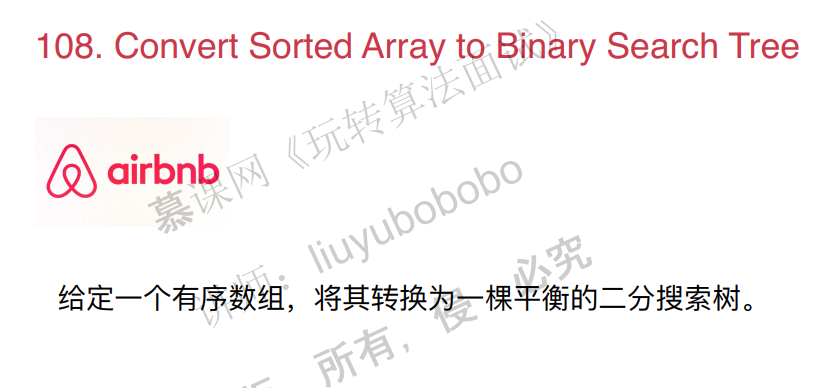 108. Convert Sorted Array to Binary Search Tree
airbnb
慕课网《玩转算法面试》
讲师：liuyubobobo
给定一个有序数组，将其转换为一棵平衡的二分搜索树。
所有，侵 必究